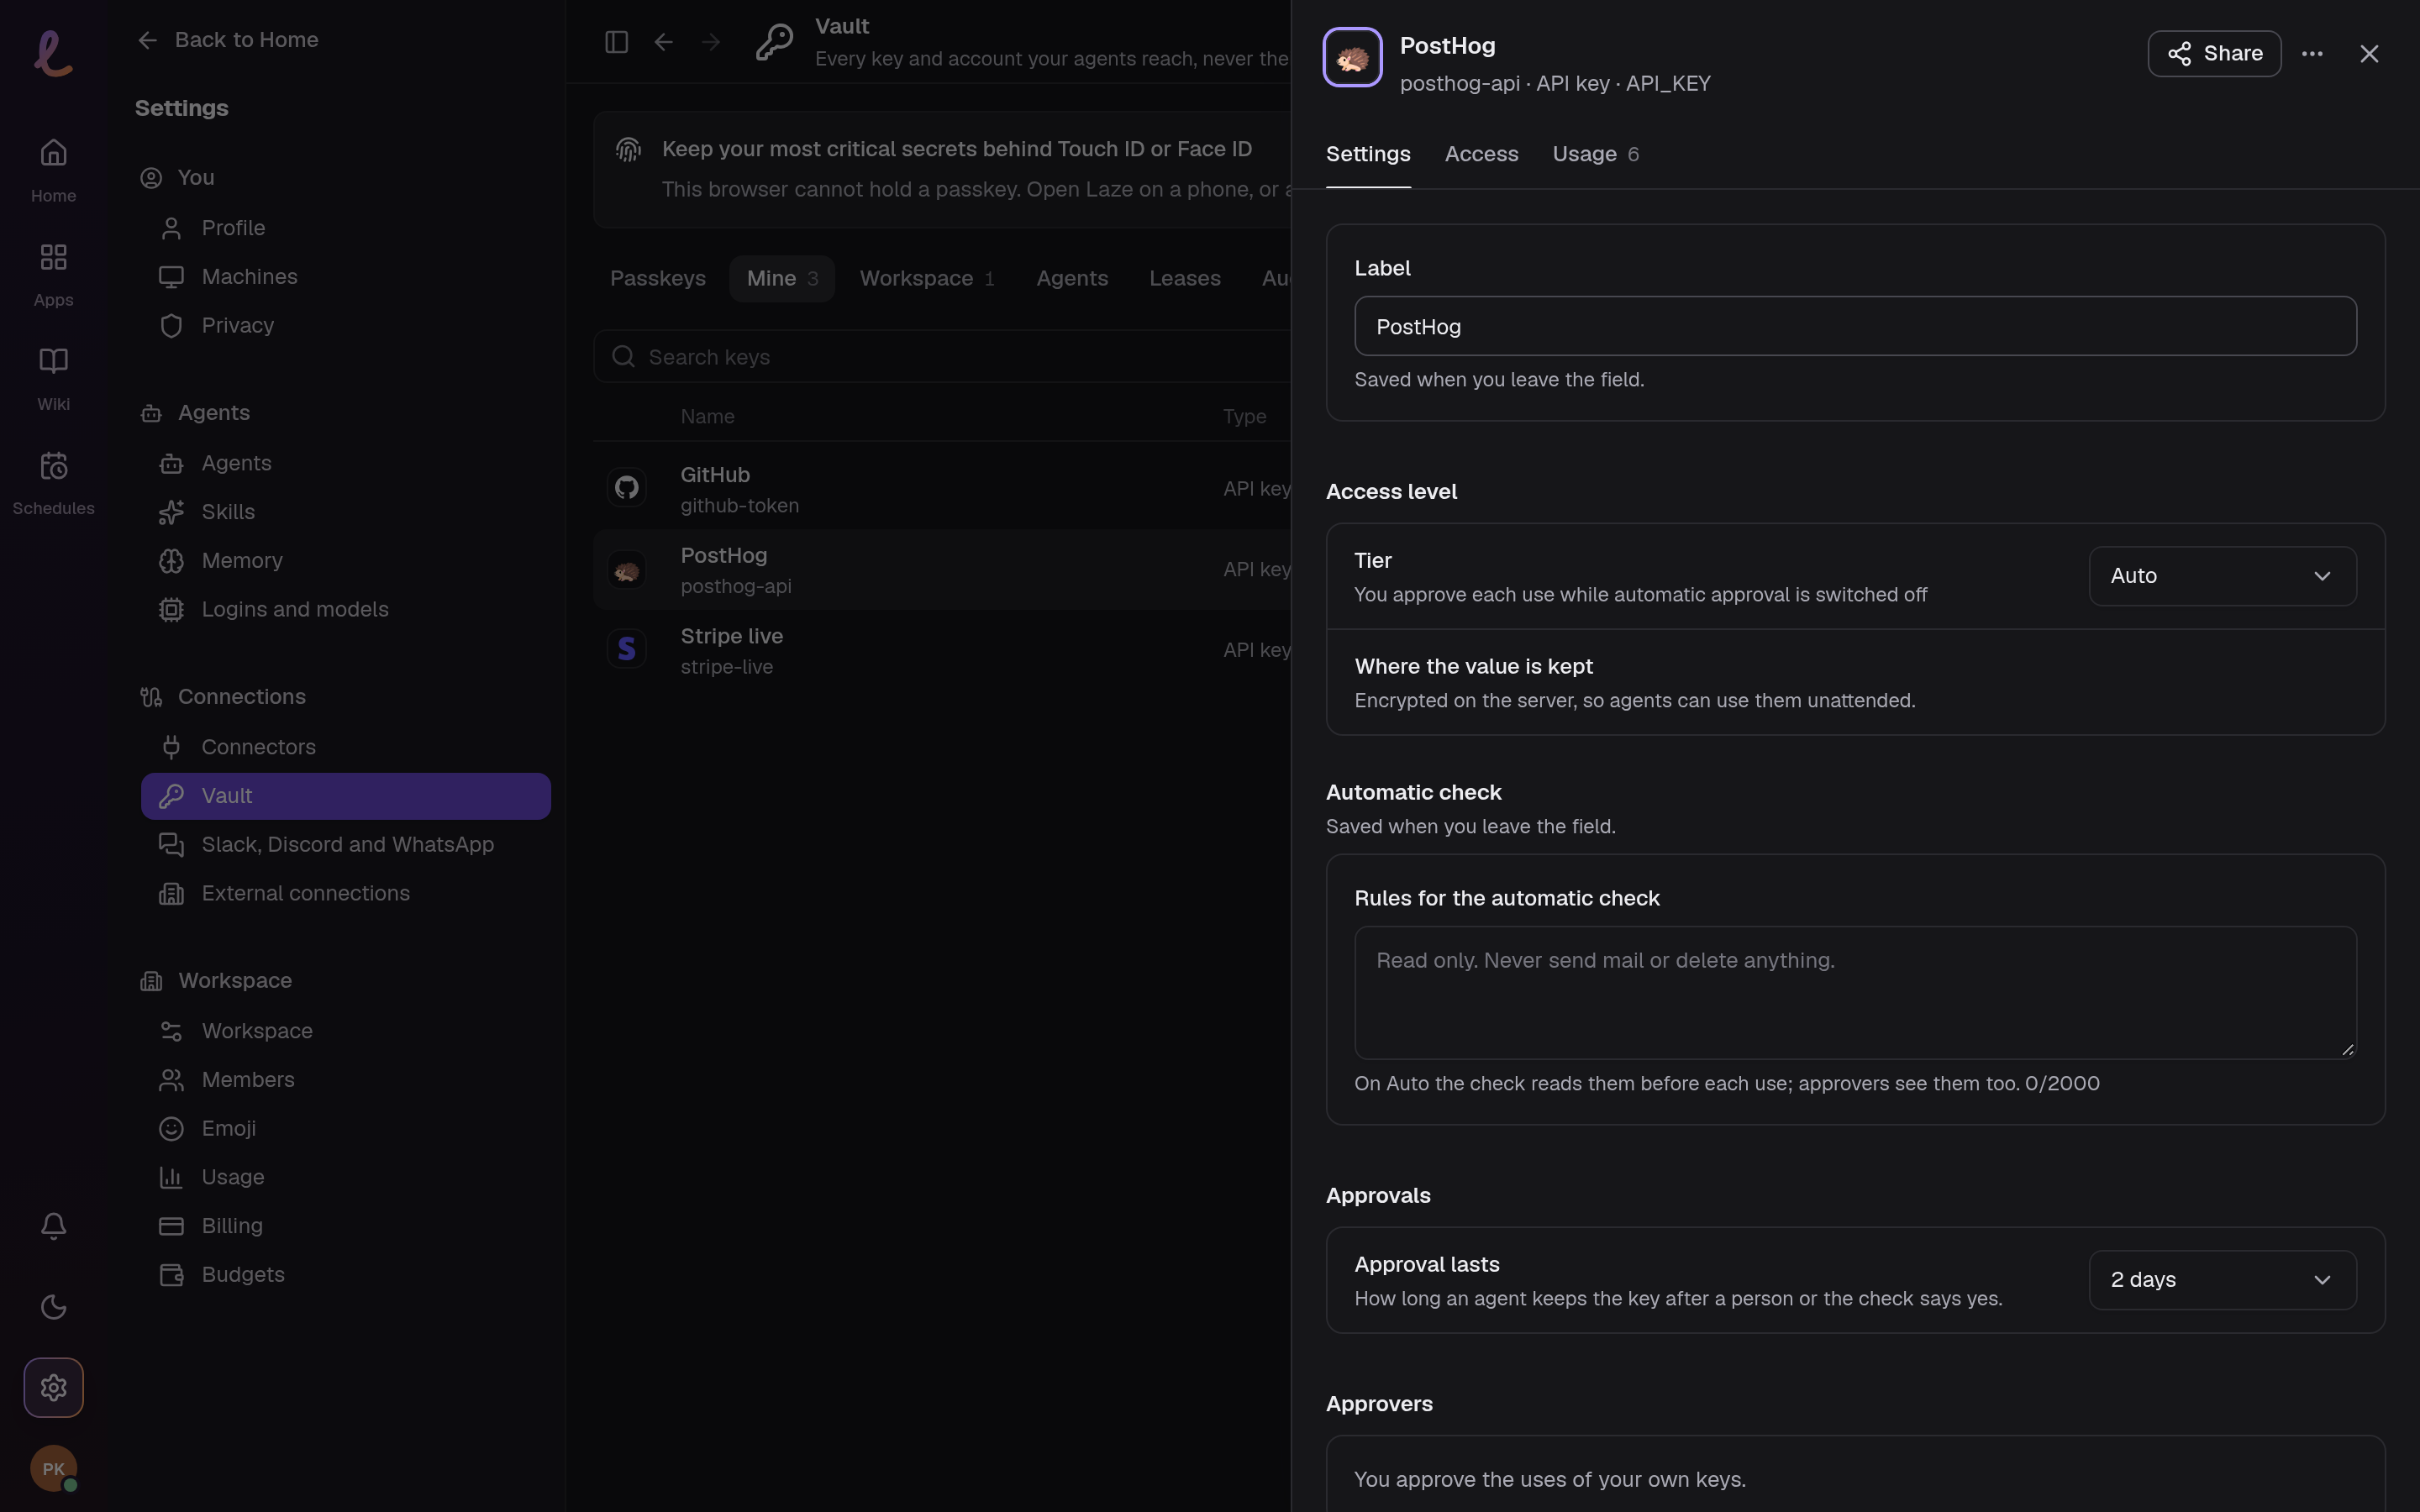 Back to Home
Settings
You
Profile
Machines
Privacy
Agents
Agents
Skills
Memory
Logins and models
Connections
Connectors
Vault
Slack, Discord and WhatsApp
External connections
Workspace
Workspace
Members
Emoji
Usage
Billing
Budgets
Home
Apps
Wiki
Schedules
PK
Vault
Every key and account your agents reach, never the
Keep your most critical secrets behind Touch ID or Face ID
This browser cannot hold a passkey. Open Laze on a phone, or a
Passkeys Mine 3 Workspace 1 Agents Leases
Search keys
Name Type
GitHub
github-token
API key
PostHog
posthog-api
API key
Stripe live
stripe-live
API key
PostHog
posthog-api · API key · API_KEY
Share
Settings Access Usage 6
Label
PostHog
Saved when you leave the field.
Access level
Tier
You approve each use while automatic approval is switched off
Auto
Where the value is kept
Encrypted on the server, so agents can use them unattended.
Automatic check
Saved when you leave the field.
Rules for the automatic check
Read only. Never send mail or delete anything.
On Auto the check reads them before each use; approvers see them too. 0/2000
Approvals
Approval lasts
How long an agent keeps the key after a person or the check says yes.
2 days
Approvers
You approve the uses of your own keys.